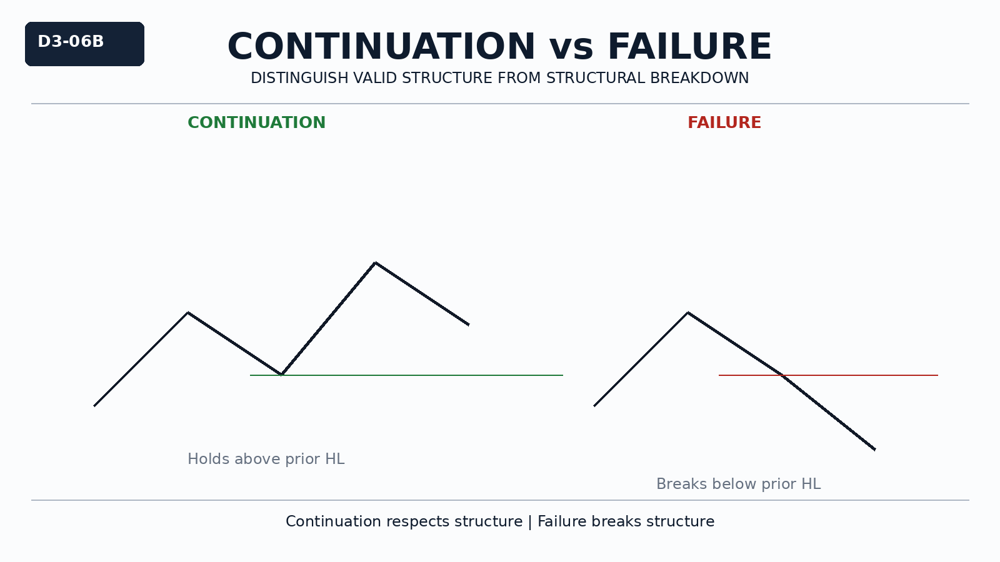 D3-06B
CONTINUATION vs FAILURE
DISTINGUISH VALID STRUCTURE FROM STRUCTURAL BREAKDOWN
CONTINUATION
FAILURE
Holds above prior HL
Breaks below prior HL
Continuation respects structure | Failure breaks structure